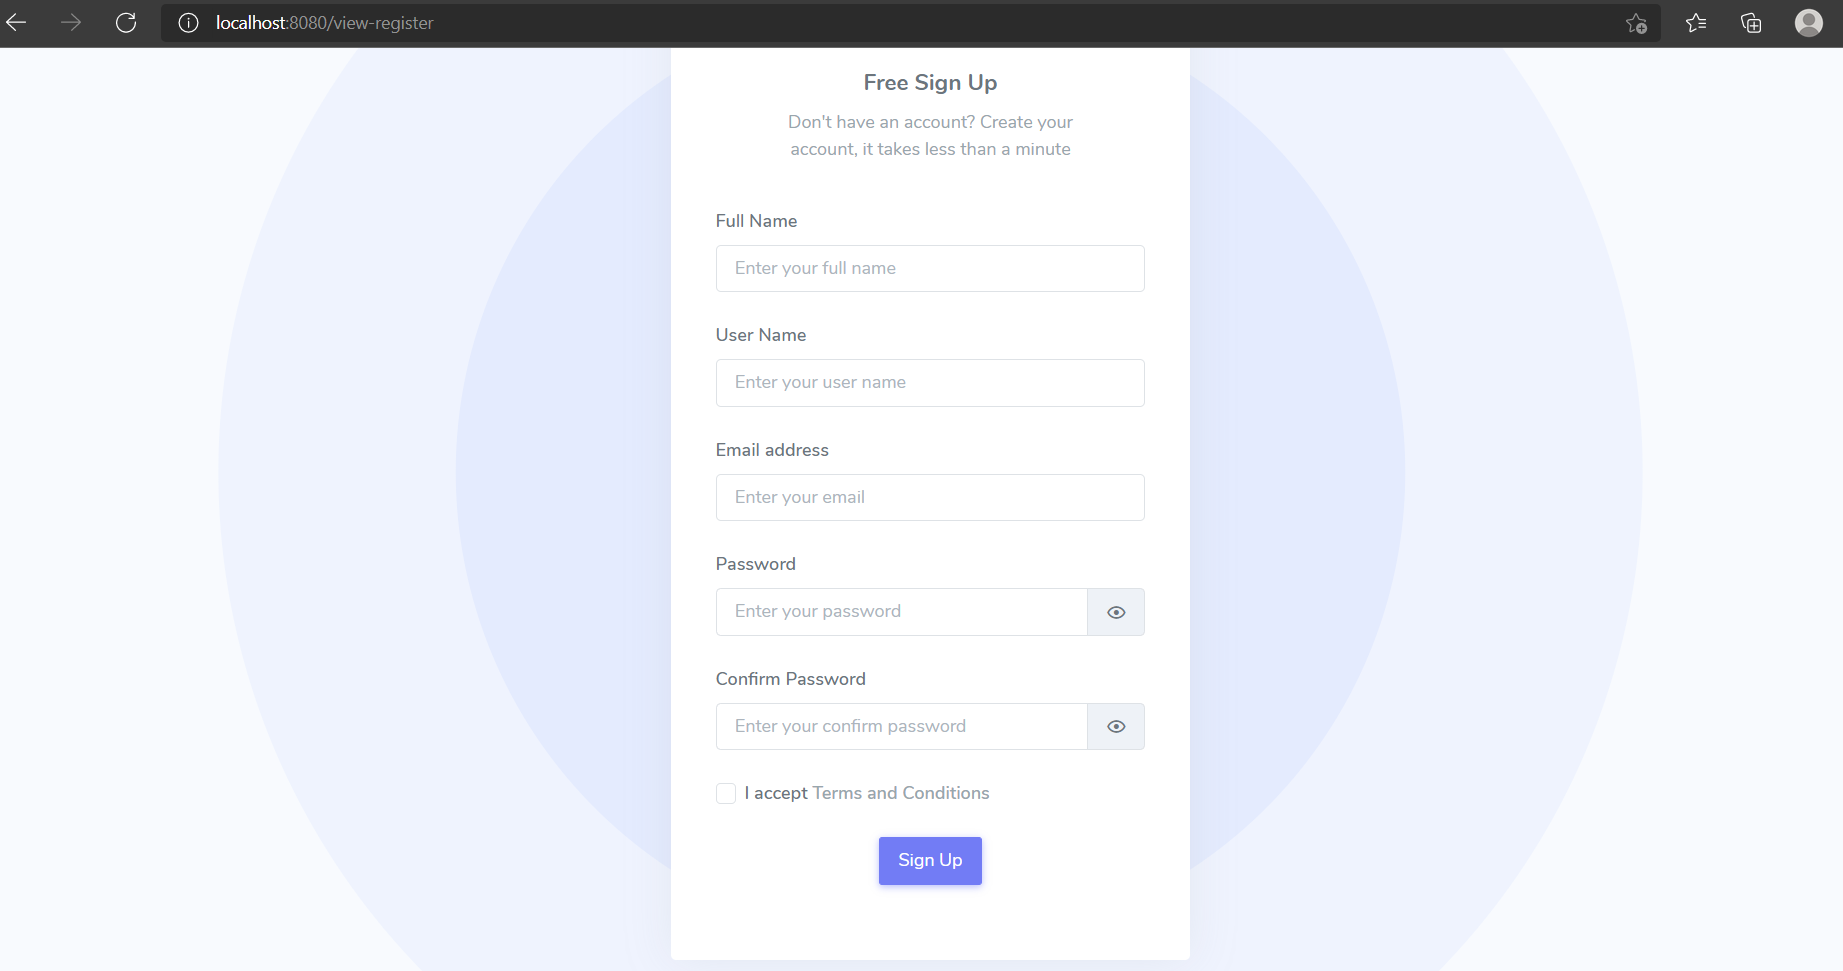 localhost:8080/view-register
Free Sign Up
Don't have an account? Create your
account, it takes less than a minute
Full Name
Enter your full name
User Name
Enter your user name
Email address
Enter your email
Password
Enter your password
Confirm Password
Enter your confirm password
I accept Terms and Conditions
Sign Up